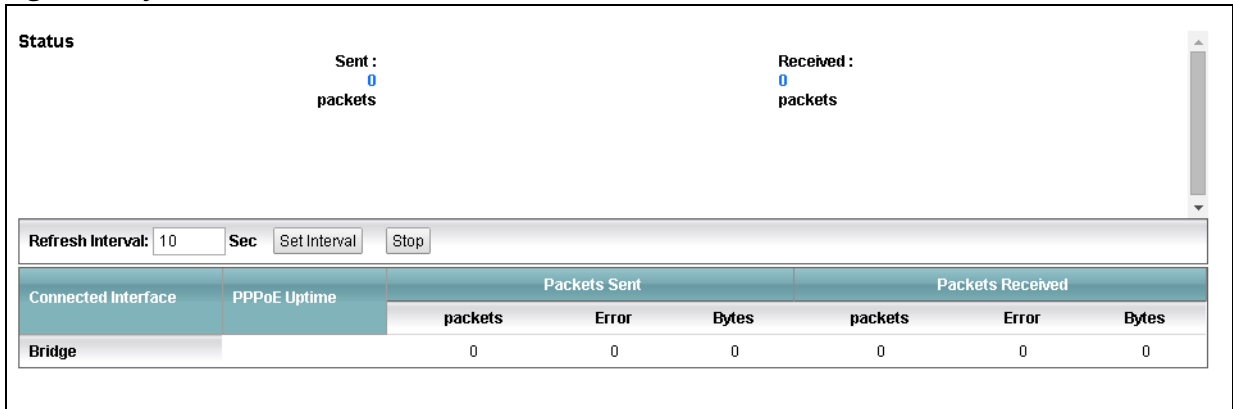 Status
Sent : Received :
0 0
packets packets
Refresh Interval: 10 Sec Set Interval Stop
Connected Interface PPPoE Uptime Packets Sent Packets Received
packets Error Bytes packets Error Bytes
Bridge 0 0 0 0 0 0